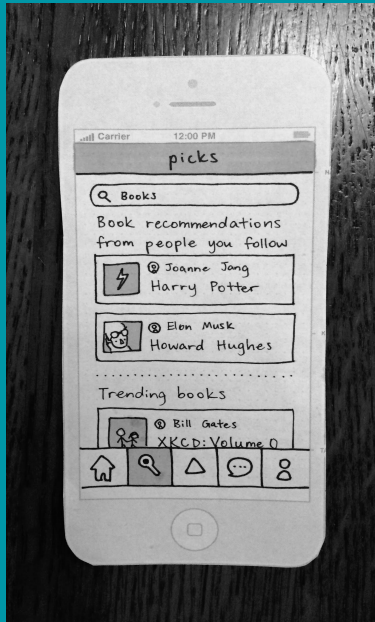 Carrier 12:00 PM
picks
Books
Book recommendations
from people you follow
Joanne Jang
Harry Potter
Elon Musk
Howard Hughes
Trending books
Bill Gates
XKCD: Volume 0